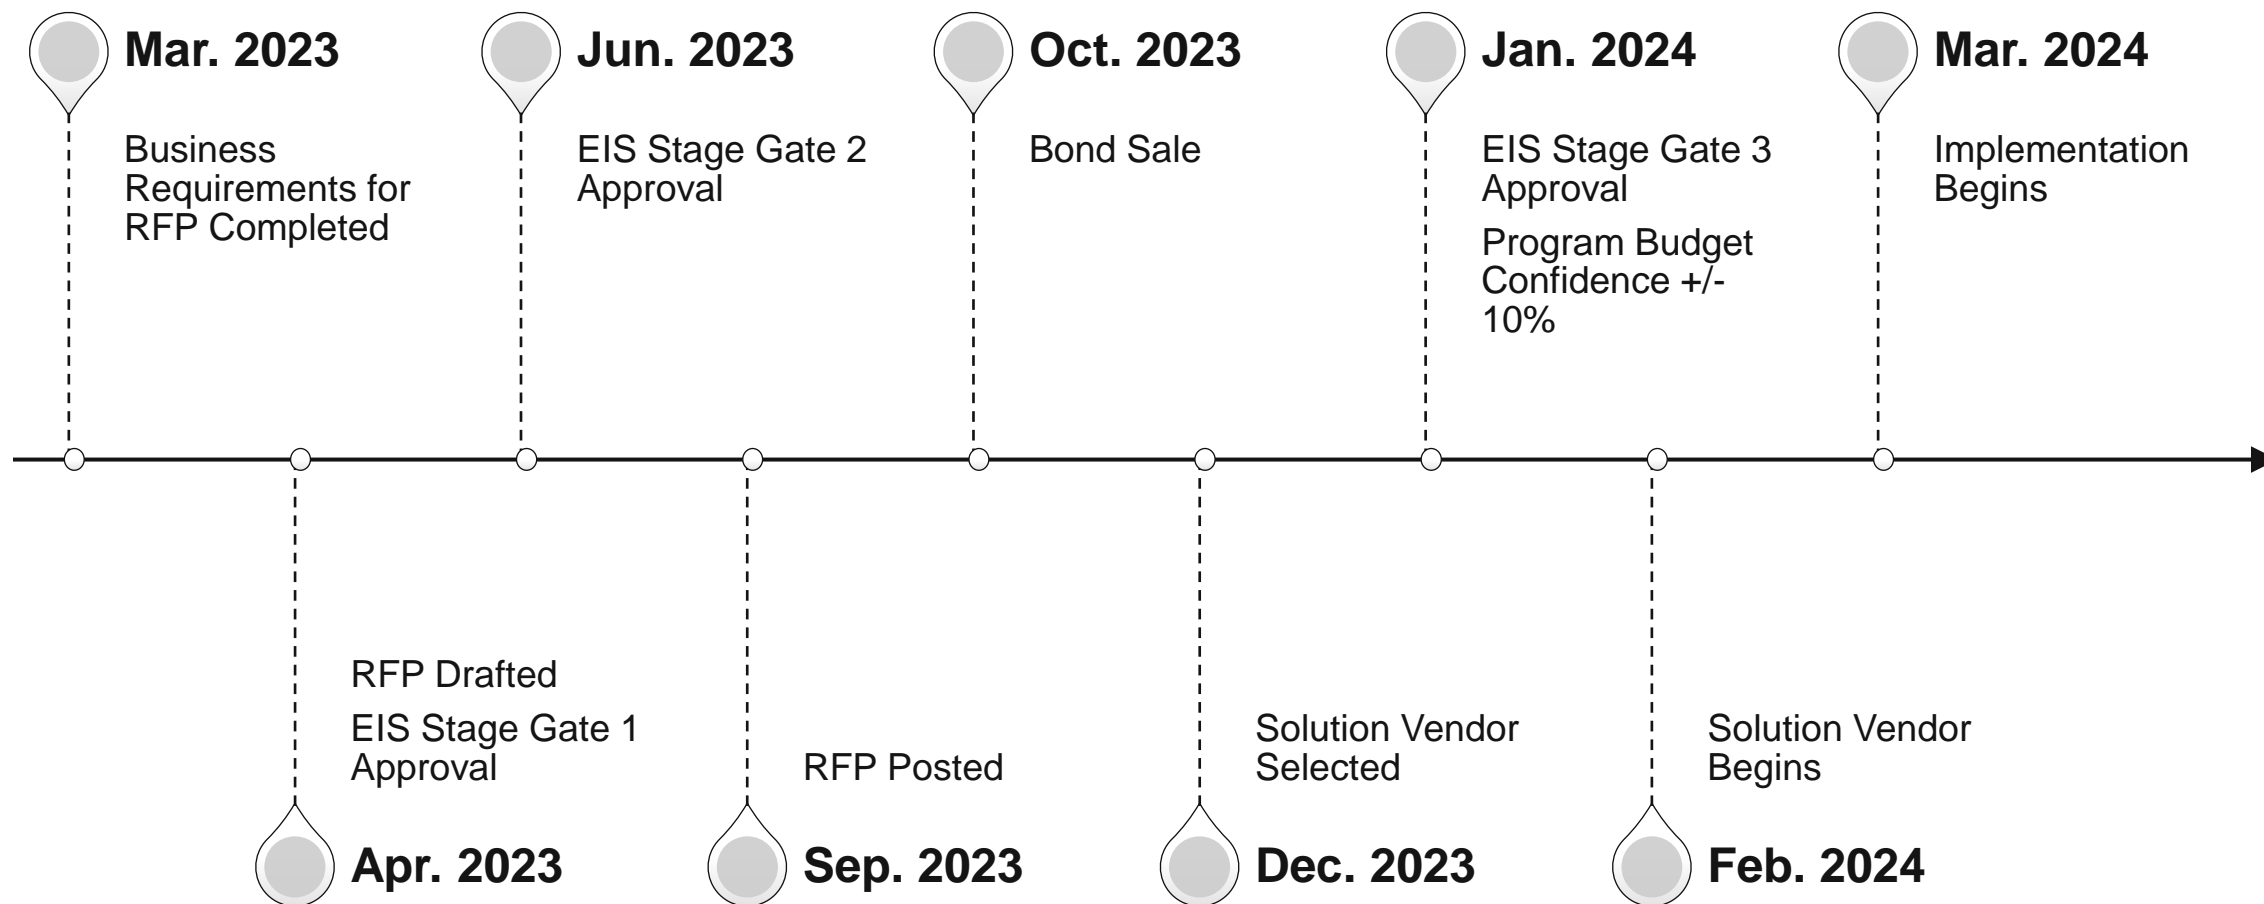 Mar. 2023
Business
Requirements for
RFP Completed
Jun. 2023
EIS Stage Gate 2
Approval
Oct. 2023
Bond Sale
Jan. 2024
EIS Stage Gate 3
Approval
Program Budget
Confidence +/-
10%
Mar. 2024
Implementation
Begins
RFP Drafted
EIS Stage Gate 1
Approval
Apr. 2023
RFP Posted
Sep. 2023
Solution Vendor
Selected
Dec. 2023
Solution Vendor
Begins
Feb. 2024